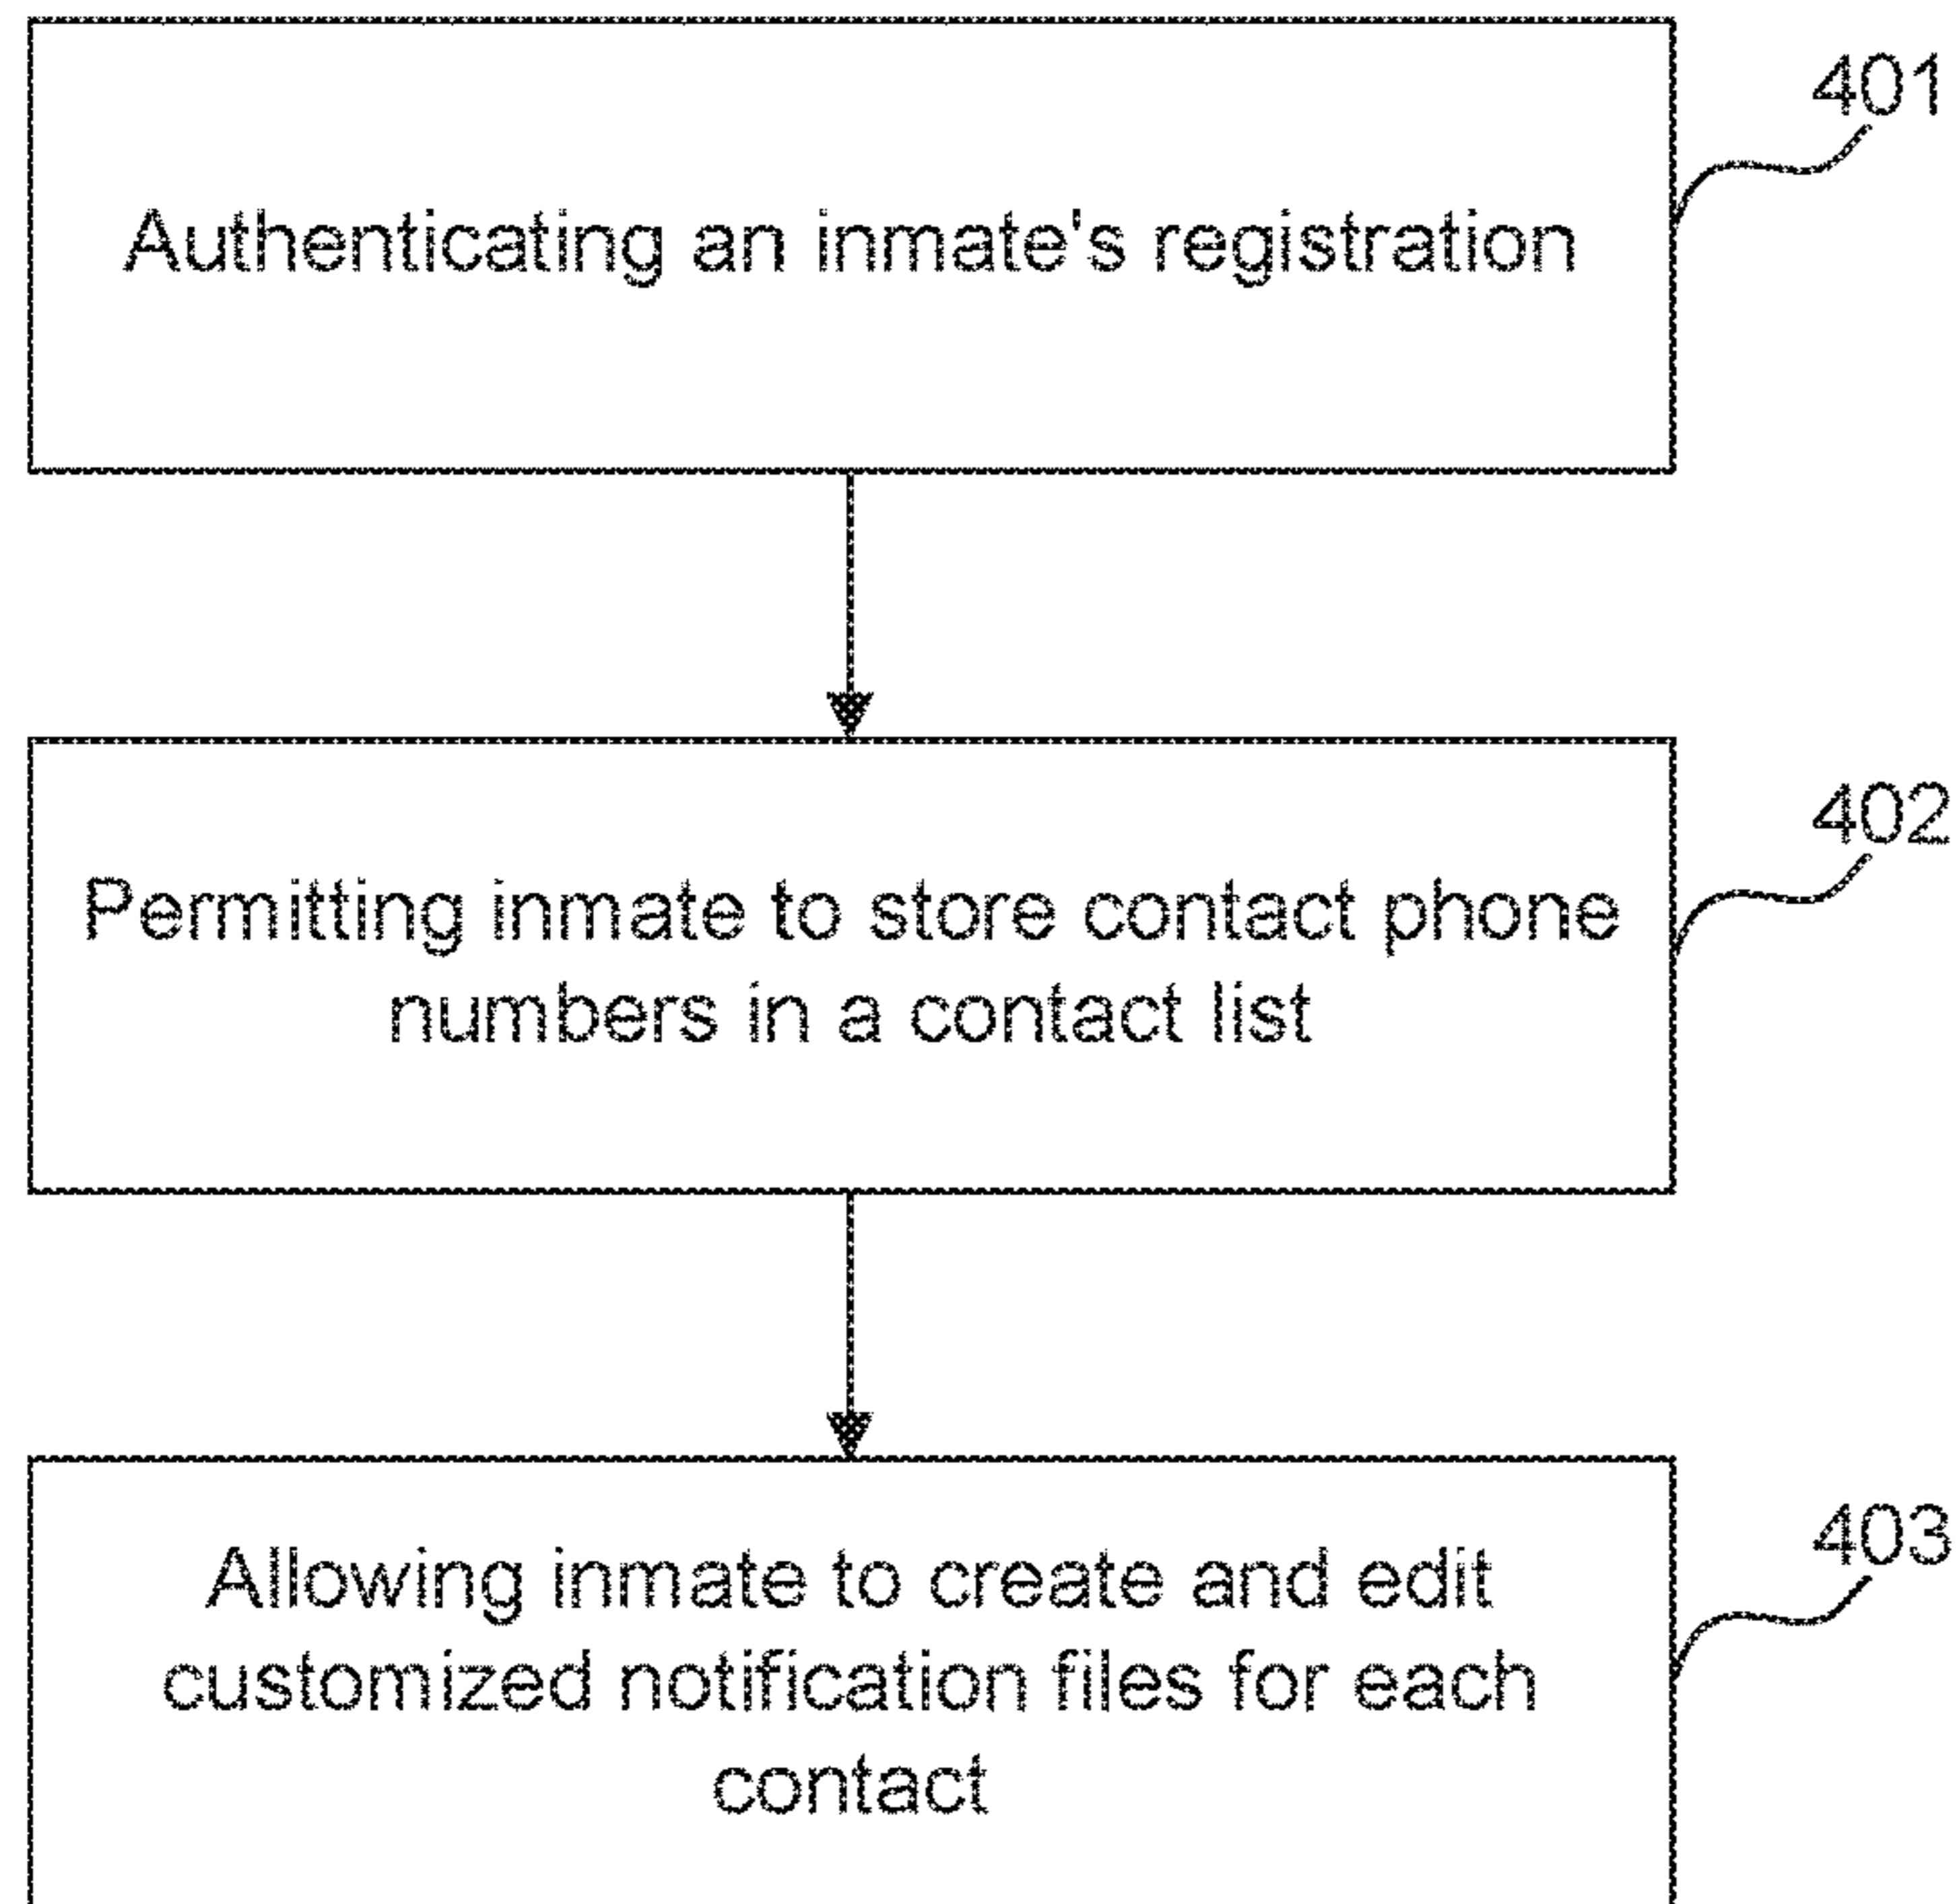 401
Authenticating an inmate's registration
402
Permitting inmate to store contact phone
numbers in a contact list
403
Allowing inmate to create and edit
customized notification files for each
contact